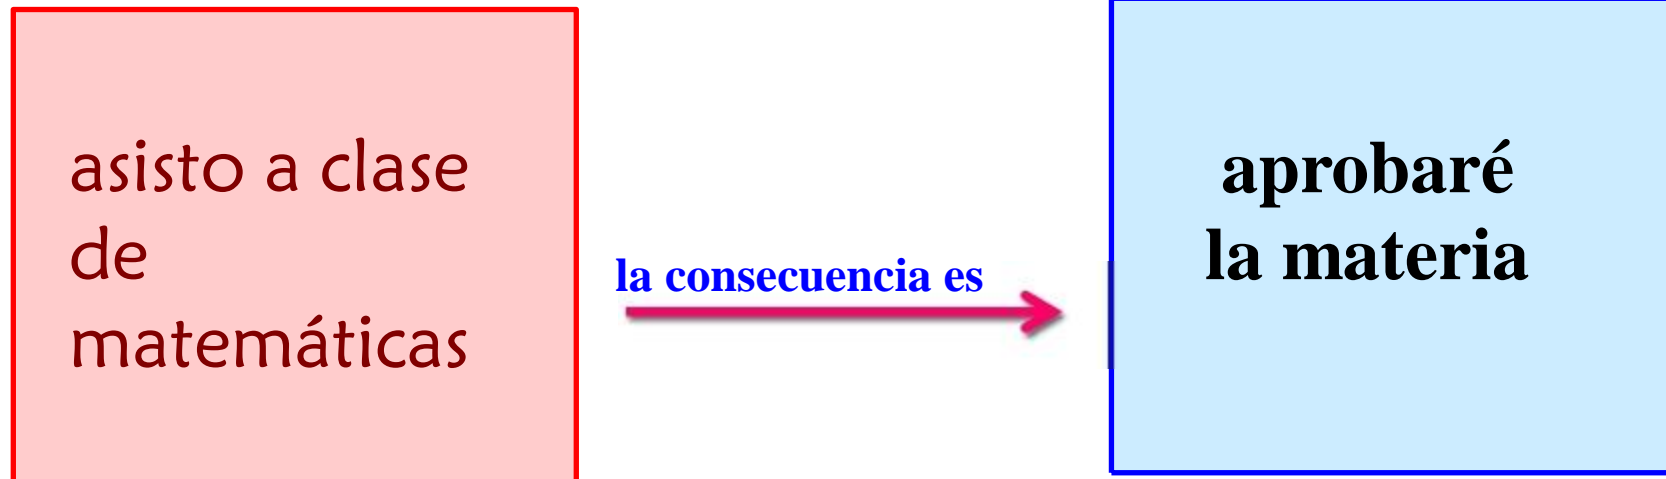 asisto a clase
de
matemáticas
la consecuencia es
aprobaré
la materia